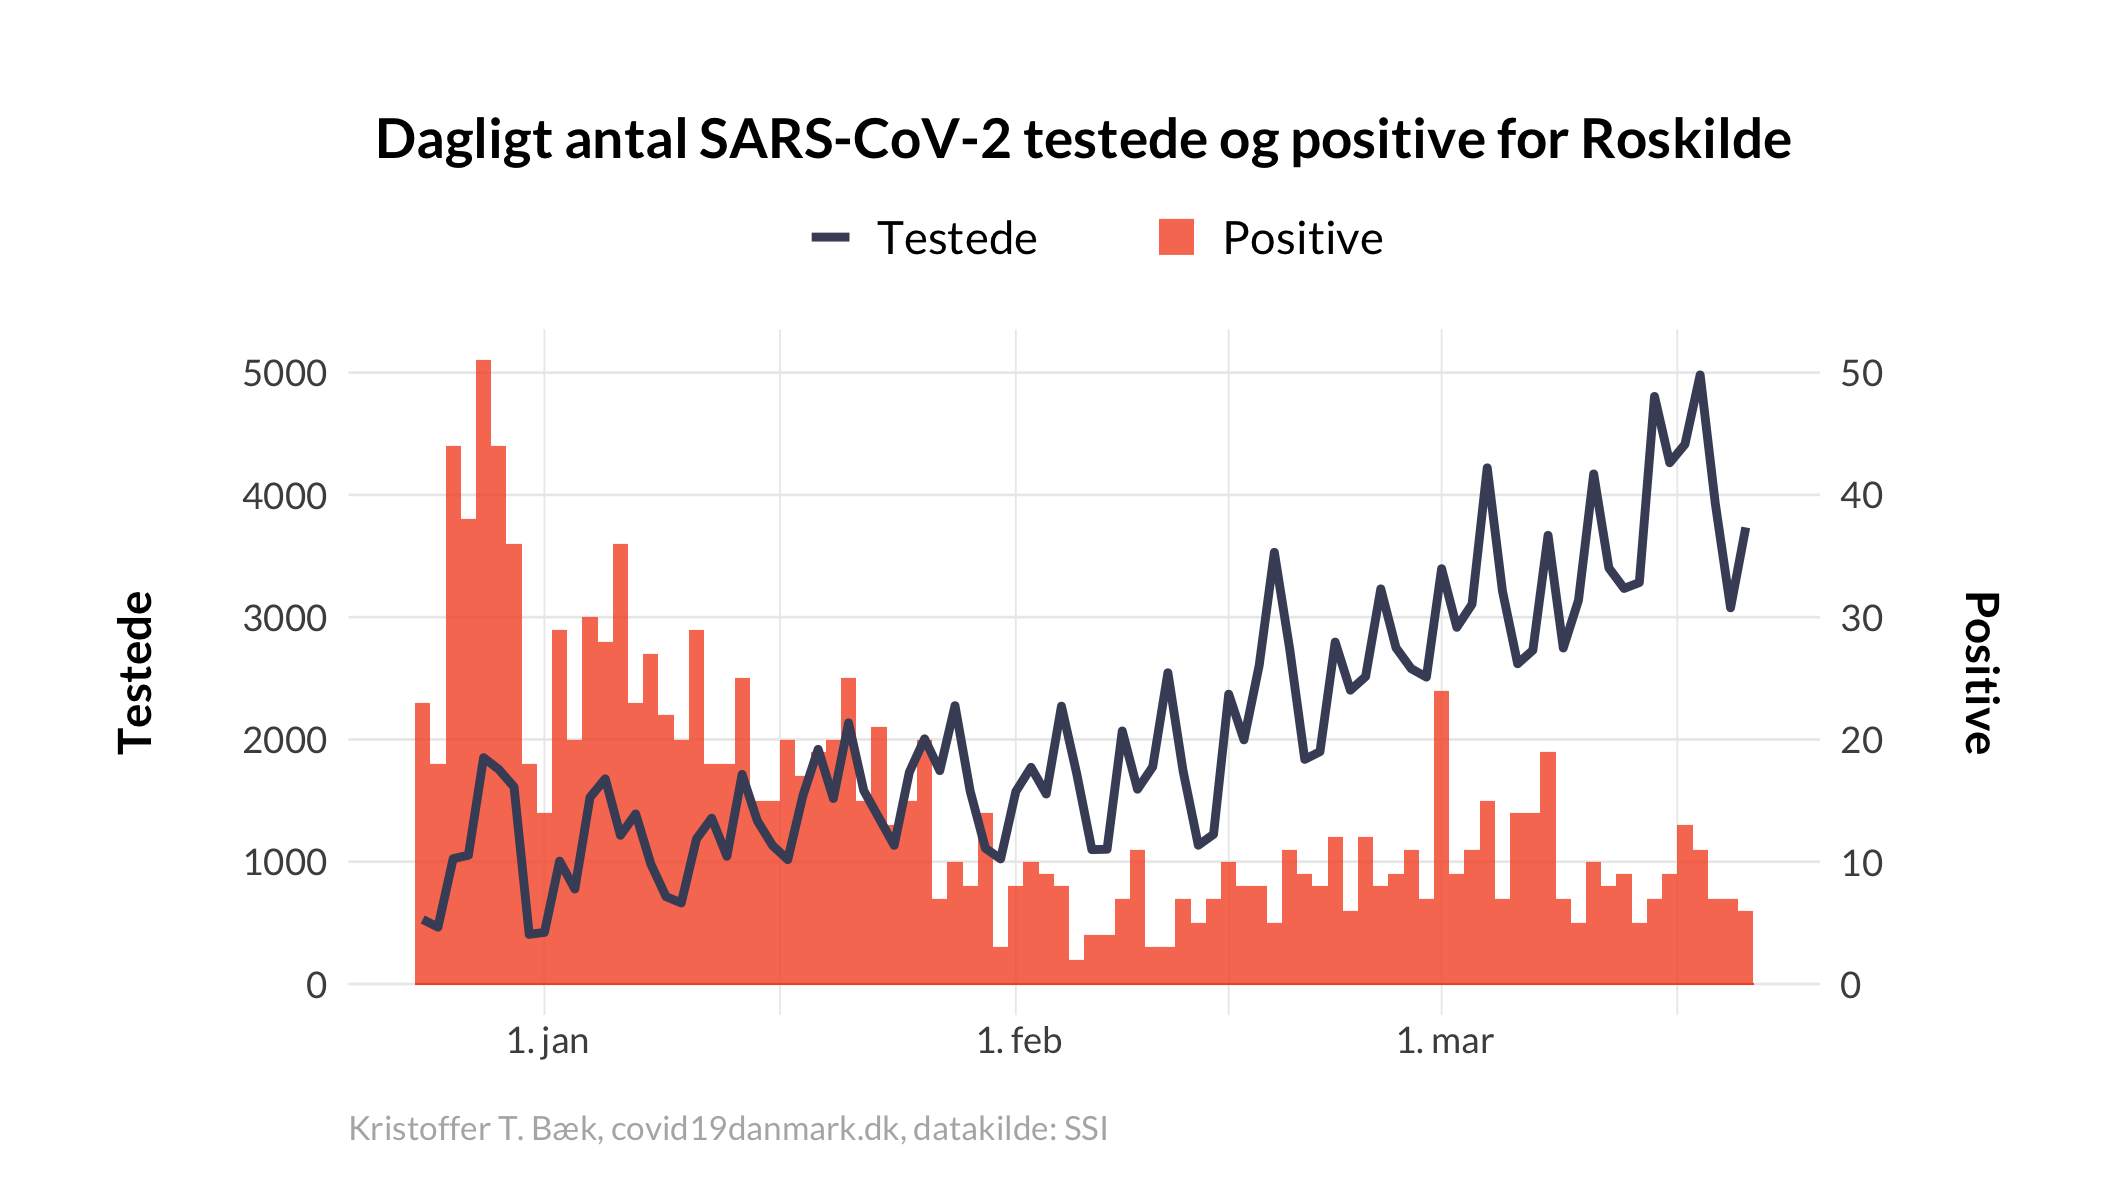 Dagligt antal SARS-CoV-2 testede og positive for Roskilde
Testede
Positive
5000
4000
3000
2000
1000
0
Testede
50
40
30
20
10
0
Positive
1. jan
1. feb
1. mar
Kristoffer T. Bæk, covid19danmark.dk, datakilde: SSI